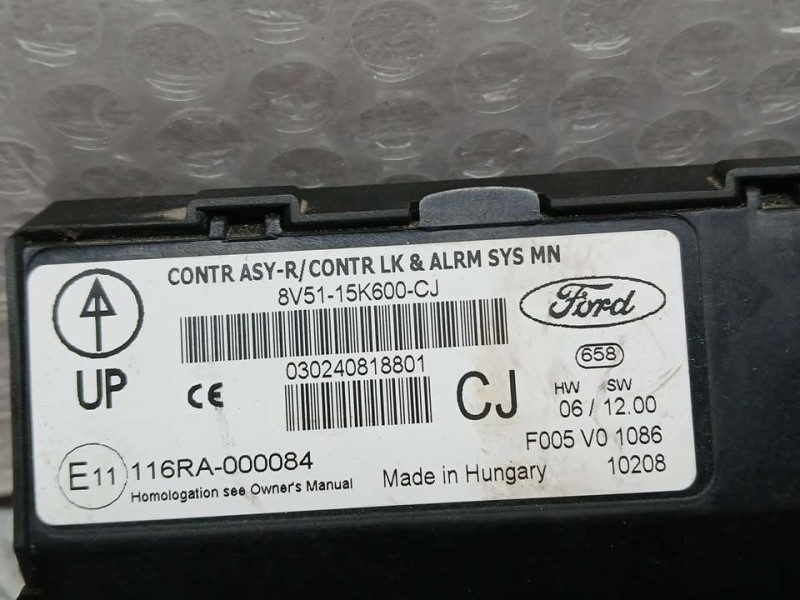 CONTR ASY-R/CONTR LK & ALRM SYS MN
8V51-15K600-CJ
Ford
UP
030240818801
CE
CJ
658
HW SW
06 / 12.00
F005 V0 1086
10208
E11 116RA-000084
Homologation see Owner's Manual
Made in Hungary